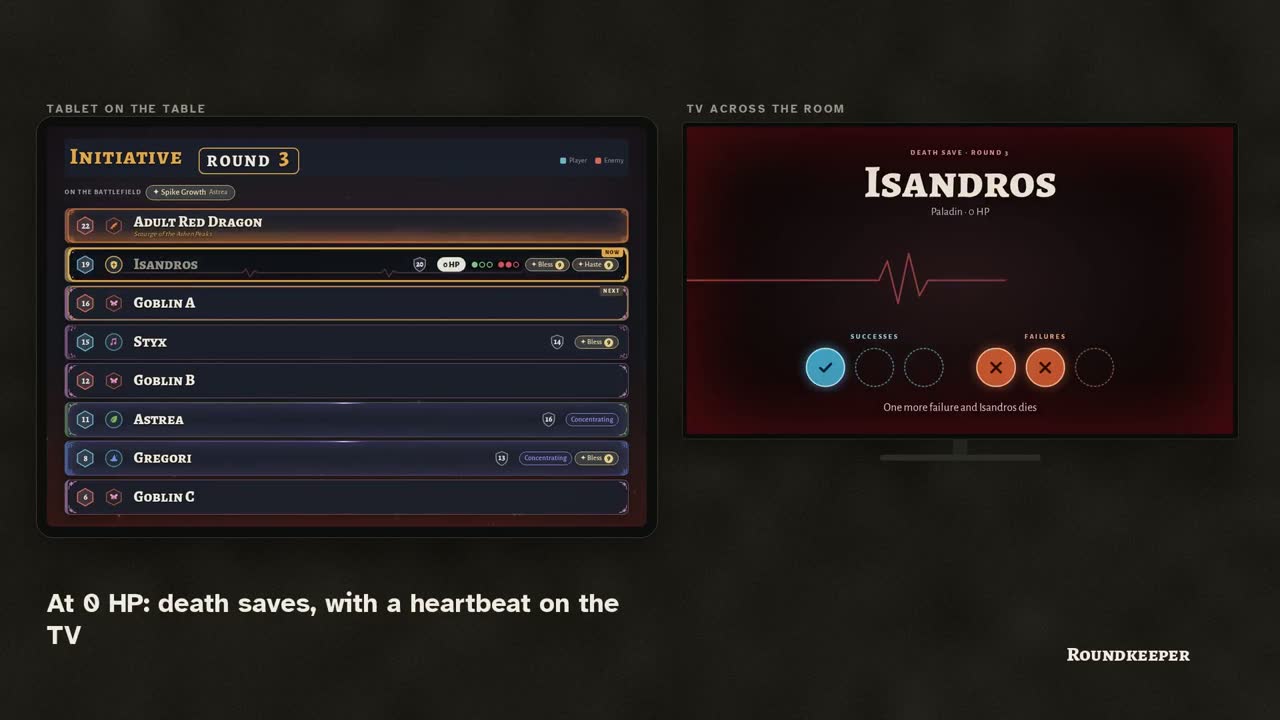 TABLET ON THE TABLE
INITIATIVE
ROUND 3
Player
Enemy
ON THE BATTLEFIELD
Spike Growth Astrea
22
ADULT RED DRAGON
Scourge of the Ashen Peaks
NOW
19
ISANDROS
20
0 HP
Bless
Haste
NEXT
16
GOBLIN A
15
STYX
14
Bless
12
GOBLIN B
11
ASTREA
16
Concentrating
8
GREGORI
13
Concentrating
Bless
6
GOBLIN C
TV ACROSS THE ROOM
DEATH SAVE · ROUND 3
ISANDROS
Paladin · 0 HP
SUCCESSES
FAILURES
One more failure and Isandros dies
At 0 HP: death saves, with a heartbeat on the
TV
ROUNDKEEPER